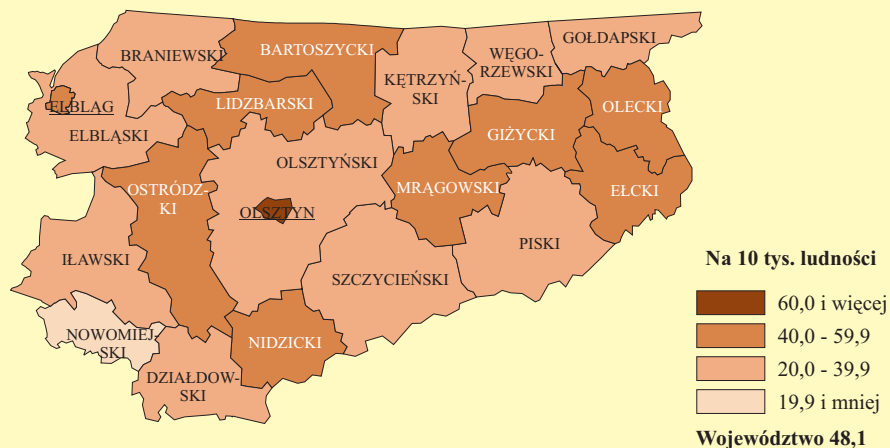 BRANIEWSKI
BARTOSZYCKI
KĘTRZYŃ-
SKI
WĘGO-
RZEWSKI
GOŁDAPSKI
ELBLĄG
ELBLĄSKI
LIDZBARSKI
GIŻYCKI
OLECKI
OSTRÓDZ-
KI
OLSZTYŃSKI
OLSZTYN
MRĄGOWSKI
EŁCKI
IŁAWSKI
SZCZYCIEŃSKI
PISKI
NOWOMIEJ-
SKI
DZIAŁDOW-
SKI
NIDZICKI
Na 10 tys. ludności
60,0 i więcej
40,0 - 59,9
20,0 - 39,9
19,9 i mniej
Województwo 48,1